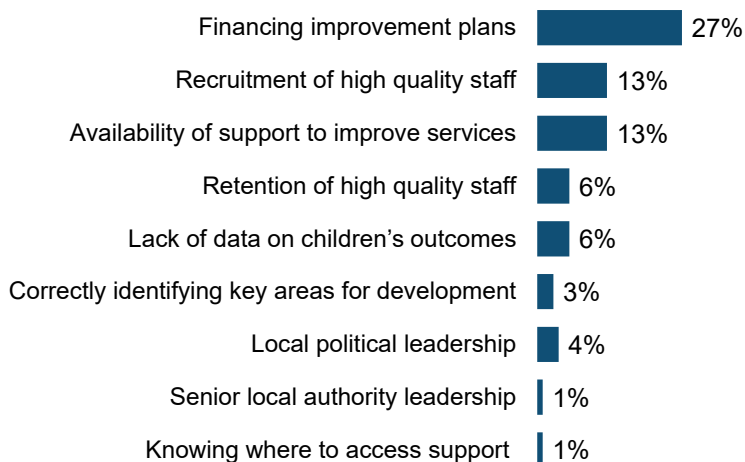 Financing improvement plans 27%
Recruitment of high quality staff 13%
Availability of support to improve services 13%
Retention of high quality staff 6%
Lack of data on children’s outcomes 6%
Correctly identifying key areas for development 3%
Local political leadership 4%
Senior local authority leadership 1%
Knowing where to access support 1%